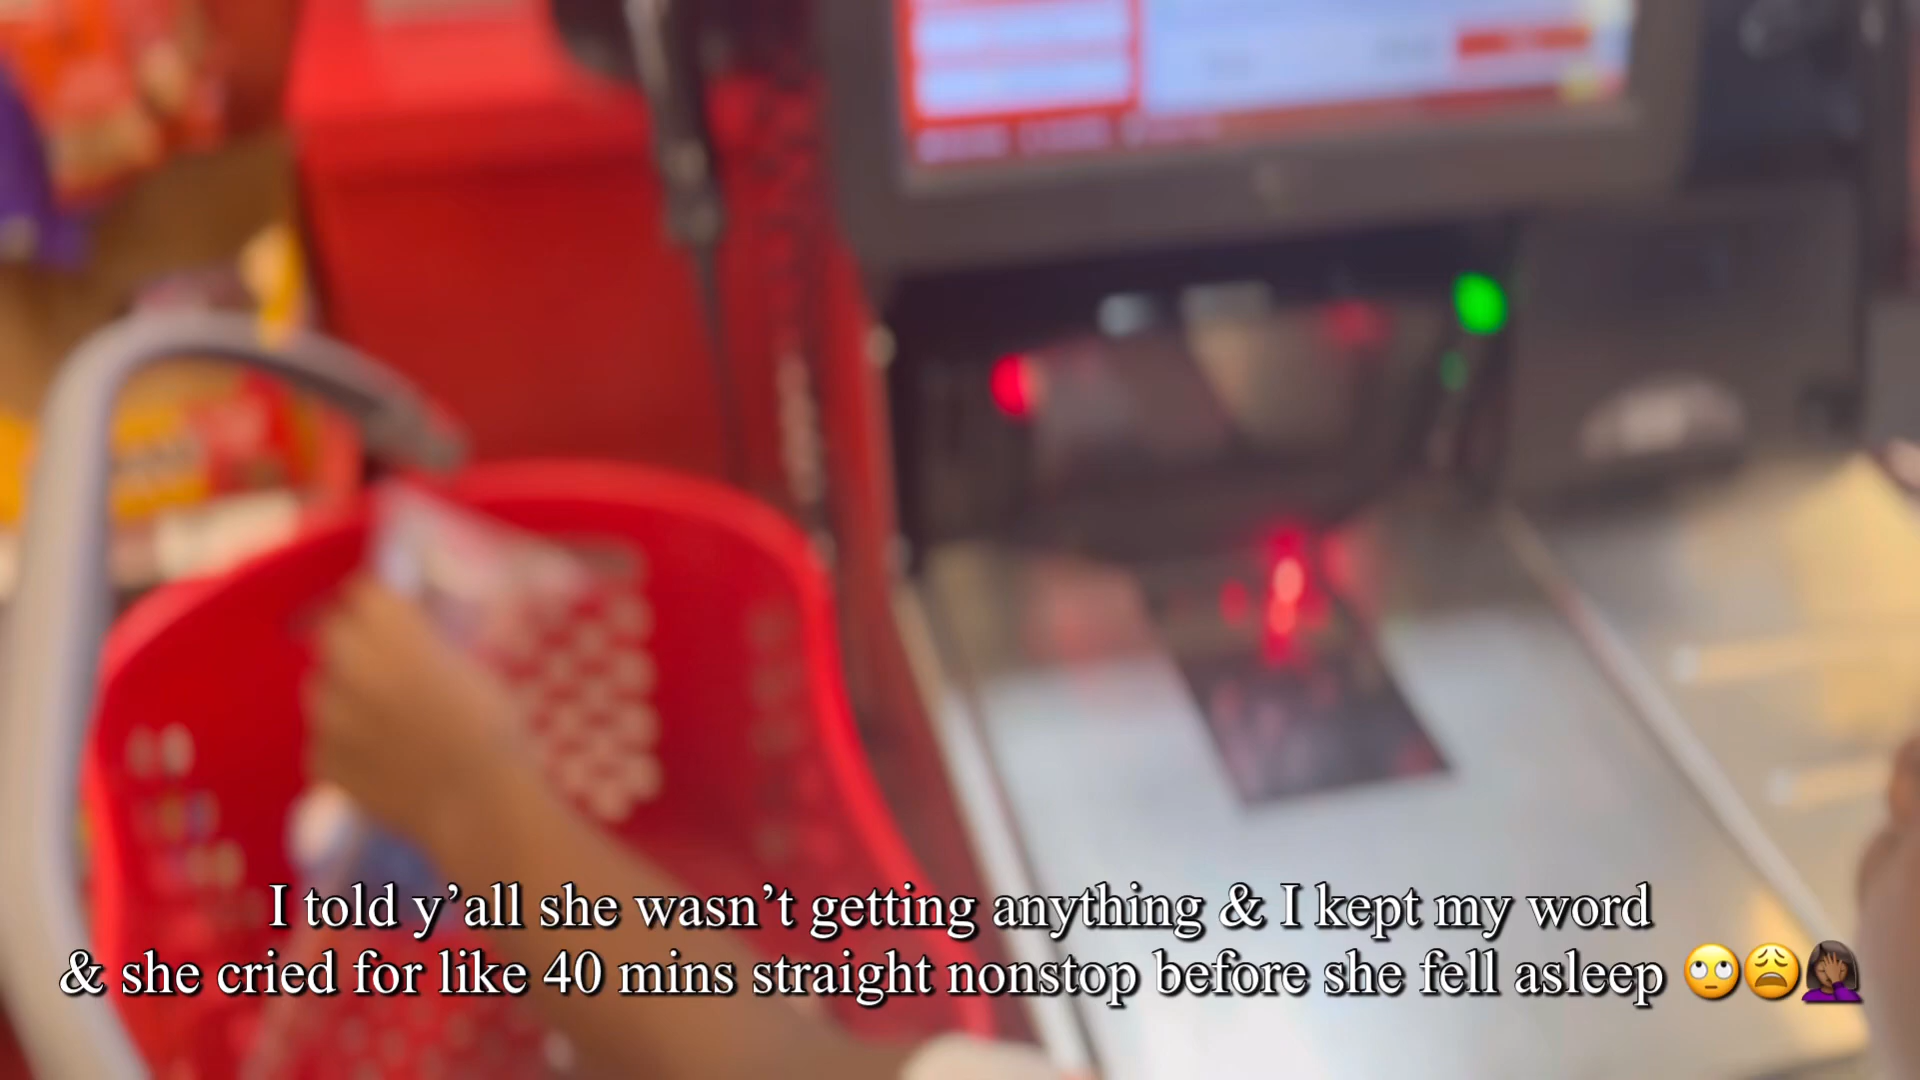 I told y’all she wasn’t getting anything & I kept my word
& she cried for like 40 mins straight nonstop before she fell asleep 🙄😩🤦🏾‍♀️